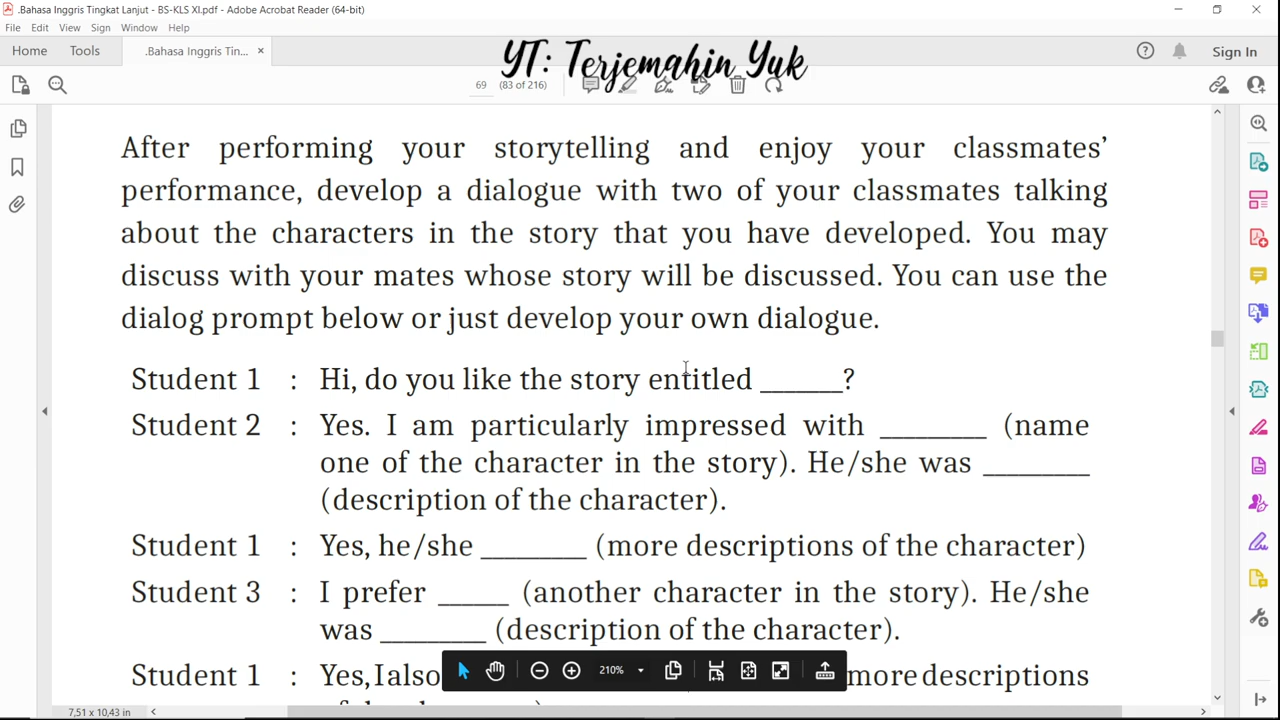 .Bahasa Inggris Tingkat Lanjut - BS-KLS XI.pdf - Adobe Acrobat Reader (64-bit)
File Edit View Sign Window Help
Home Tools .Bahasa Inggris Tin... × Sign In
YT: Terjemahin Yuk
69 (83 of 216)
After performing your storytelling and enjoy your classmates’
performance, develop a dialogue with two of your classmates talking
about the characters in the story that you have developed. You may
discuss with your mates whose story will be discussed. You can use the
dialog prompt below or just develop your own dialogue.
Student 1 : Hi, do you like the story entitled _______?
Student 2 : Yes. I am particularly impressed with _________ (name
one of the character in the story). He/she was _________
(description of the character).
Student 1 : Yes, he/she _________ (more descriptions of the character)
Student 3 : I prefer ______ (another character in the story). He/she
was _________ (description of the character).
Student 1 : Yes, I also more descriptions
210%
7,51 x 10,43 in